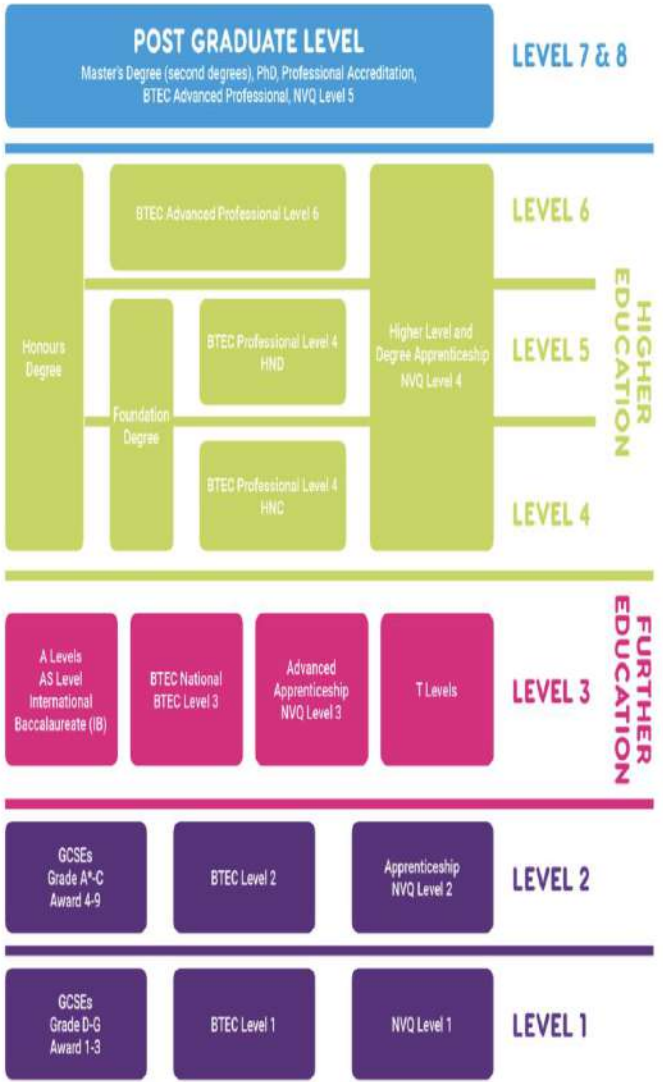 POST GRADUATE LEVEL
Master's Degree (second degrees), PhD, Professional Accreditation,
BTEC Advanced Professional, NVQ Level 5
LEVEL 7 & 8
Honours
Degree
BTEC Advanced Professional Level 6
LEVEL 6
Foundation
Degree
BTEC Professional Level 4
HND
Higher Level and
Degree Apprenticeship
NVQ Level 4
LEVEL 5
BTEC Professional Level 4
HNC
LEVEL 4
HIGHER
EDUCATION
A Levels
AS Level
International
Baccalaureate (IB)
BTEC National
BTEC Level 3
Advanced
Apprenticeship
NVQ Level 3
T Levels
LEVEL 3
FURTHER
EDUCATION
GCSEs
Grade A*-C
Award 4-9
BTEC Level 2
Apprenticeship
NVQ Level 2
LEVEL 2
GCSEs
Grade D-G
Award 1-3
BTEC Level 1
NVQ Level 1
LEVEL 1